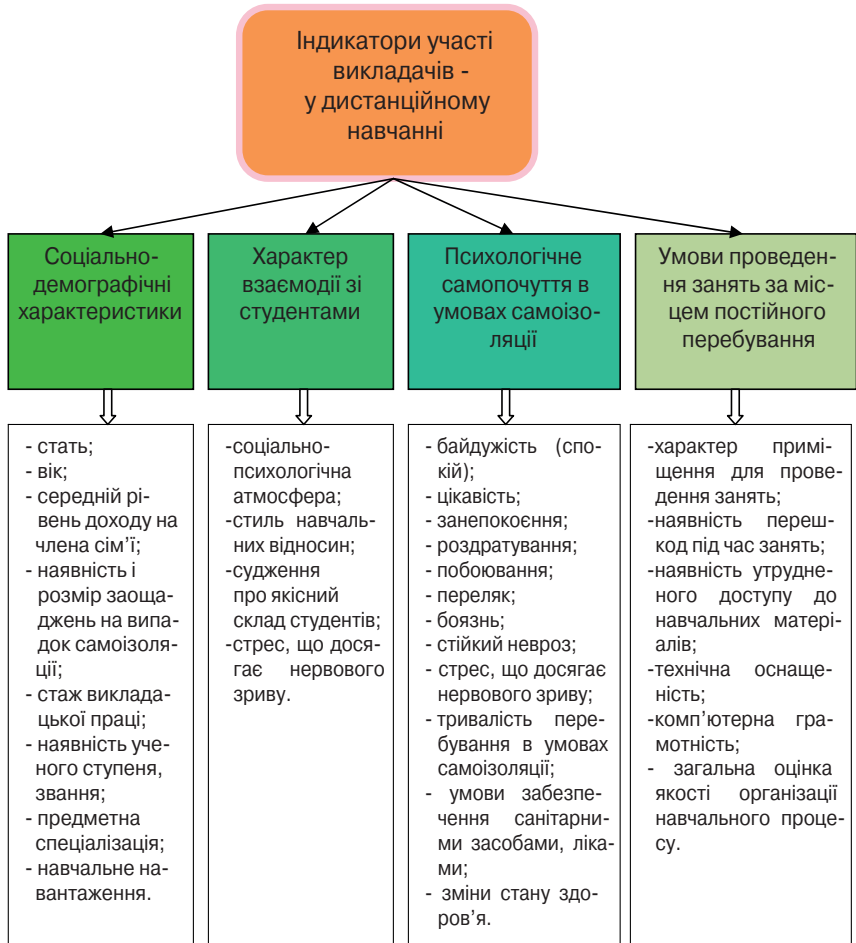 Індикатори участі
викладачів -
у дистанційному
навчанні
Соціально-
демографічні
характеристики
Характер
взаємодії зі
студентами
Психологічне
самопочуття в
умовах самоізо-
ляції
Умови проведен-
ня занять за міс-
цем постійного
перебування
- стать;
- вік;
- середній рі-
вень доходу на
члена сім’ї;
- наявність і
розмір заоща-
джень на випа-
док самоізоля-
ції;
- стаж виклада-
цької праці;
- наявність уче-
ного ступеня,
звання;
- предметна
спеціалізація;
- навчальне на-
вантаження.
-соціально-
психологічна
атмосфера;
- стиль навчаль-
них відносин;
- судження
про якісний
склад студентів;
- стрес, що дося-
гає нервового
зриву.
- байдужість (спо-
кій);
- цікавість;
- занепокоєння;
- роздратування;
- побоювання;
- переляк;
- боязнь;
- стійкий невроз;
- стрес, що досягає
нервового зриву;
- тривалість пере-
бування в умовах
самоізоляції;
- умови забезпе-
чення санітарни-
ми засобами, ліка-
ми;
- зміни стану здо-
ров’я.
-характер примі-
щення для прове-
дення занять;
-наявність переш-
код під час занять;
-наявність утрудне-
ного доступу до
навчальних матері-
алів;
-технічна оснаще-
ність;
-комп’ютерна гра-
мотність;
- загальна оцінка
якості організації
навчального проце-
су.